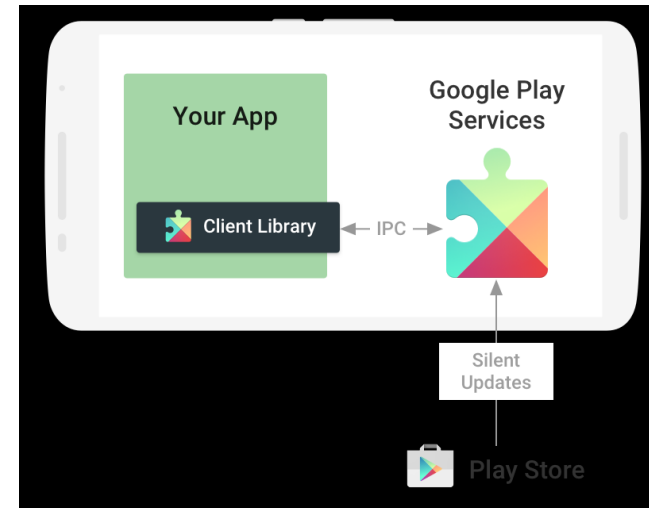 Your App
Google Play
Services
Client Library
IPC
Silent
Updates
Play Store